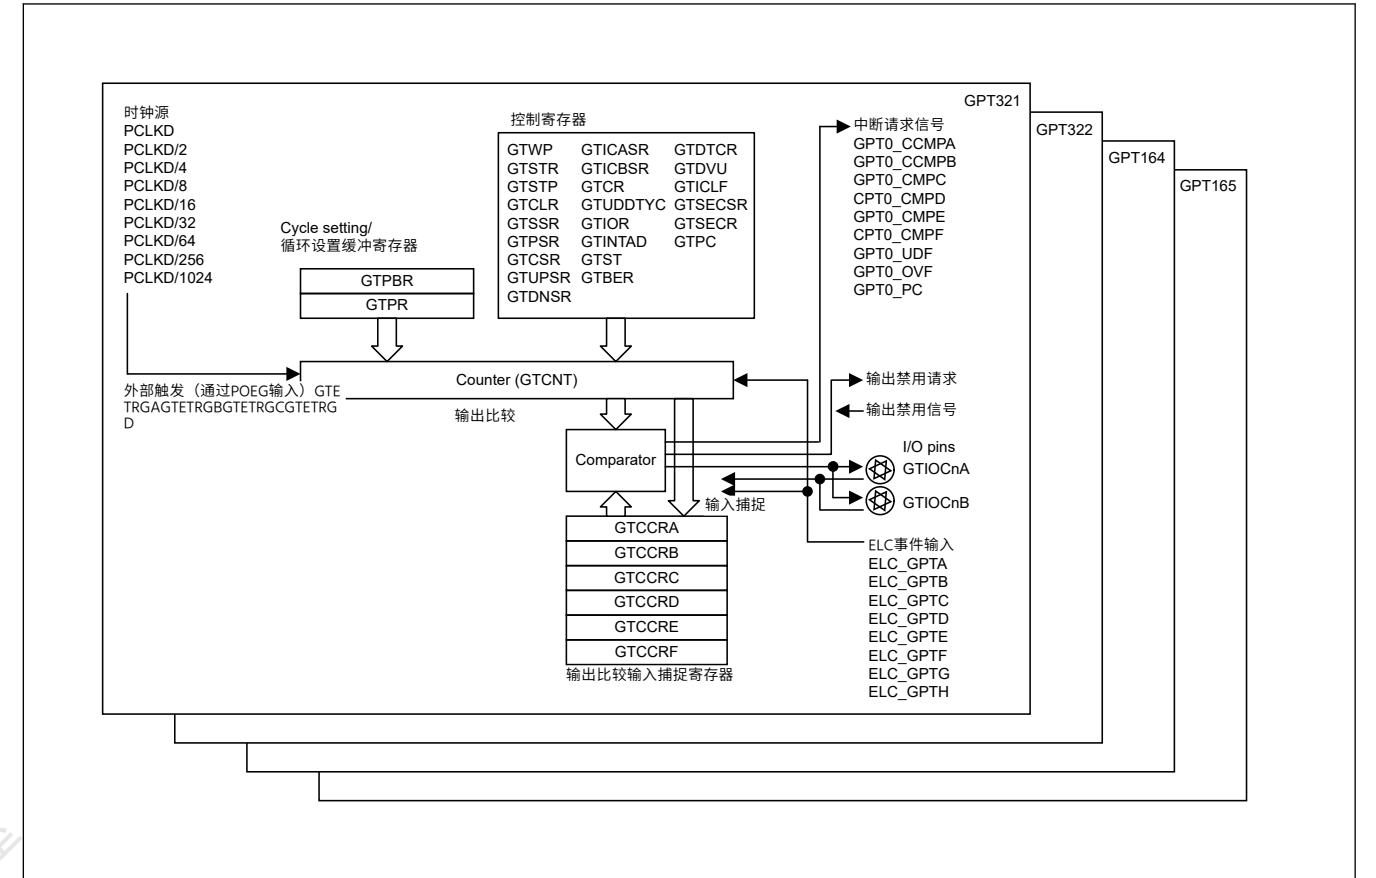 GPT321
GPT322
GPT164
GPT165
时钟源
PCLKD
PCLKD/2
PCLKD/4
PCLKD/8
PCLKD/16
PCLKD/32
PCLKD/64
PCLKD/256
PCLKD/1024
Cycle setting/
循环设置缓冲寄存器
GTPBR
GTPR
控制寄存器
GTWP GTICASR GTDTCR
GTSTR GTICBSR GTDVU
GTSTP GTCR GTICLF
GTCLR GTUDDTYC GTSECSR
GTSSR GTIOR GTSECR
GTPSR GTINTAD GTPC
GTCSR GTST
GTUPSR GTBER
GTDNSR
中断请求信号
GPT0_CCMPA
GPT0_CCMPB
GPT0_CMPC
CPT0_CMPD
GPT0_CMPE
CPT0_CMPF
GPT0_UDF
GPT0_OVF
GPT0_PC
外部触发（通过POEG输入）GTE
TRGAGTETRGBGTETRGCGTETRG
D
Counter (GTCNT)
输出比较
Comparator
输出禁用请求
输出禁用信号
I/O pins
GTIOCnA
GTIOCnB
输入捕捉
GTCCRA
GTCCRB
GTCCRC
GTCCRD
GTCCRE
GTCCRF
输出比较输入捕捉寄存器
ELC事件输入
ELC_GPTA
ELC_GPTB
ELC_GPTC
ELC_GPTD
ELC_GPTE
ELC_GPTF
ELC_GPTG
ELC_GPTH